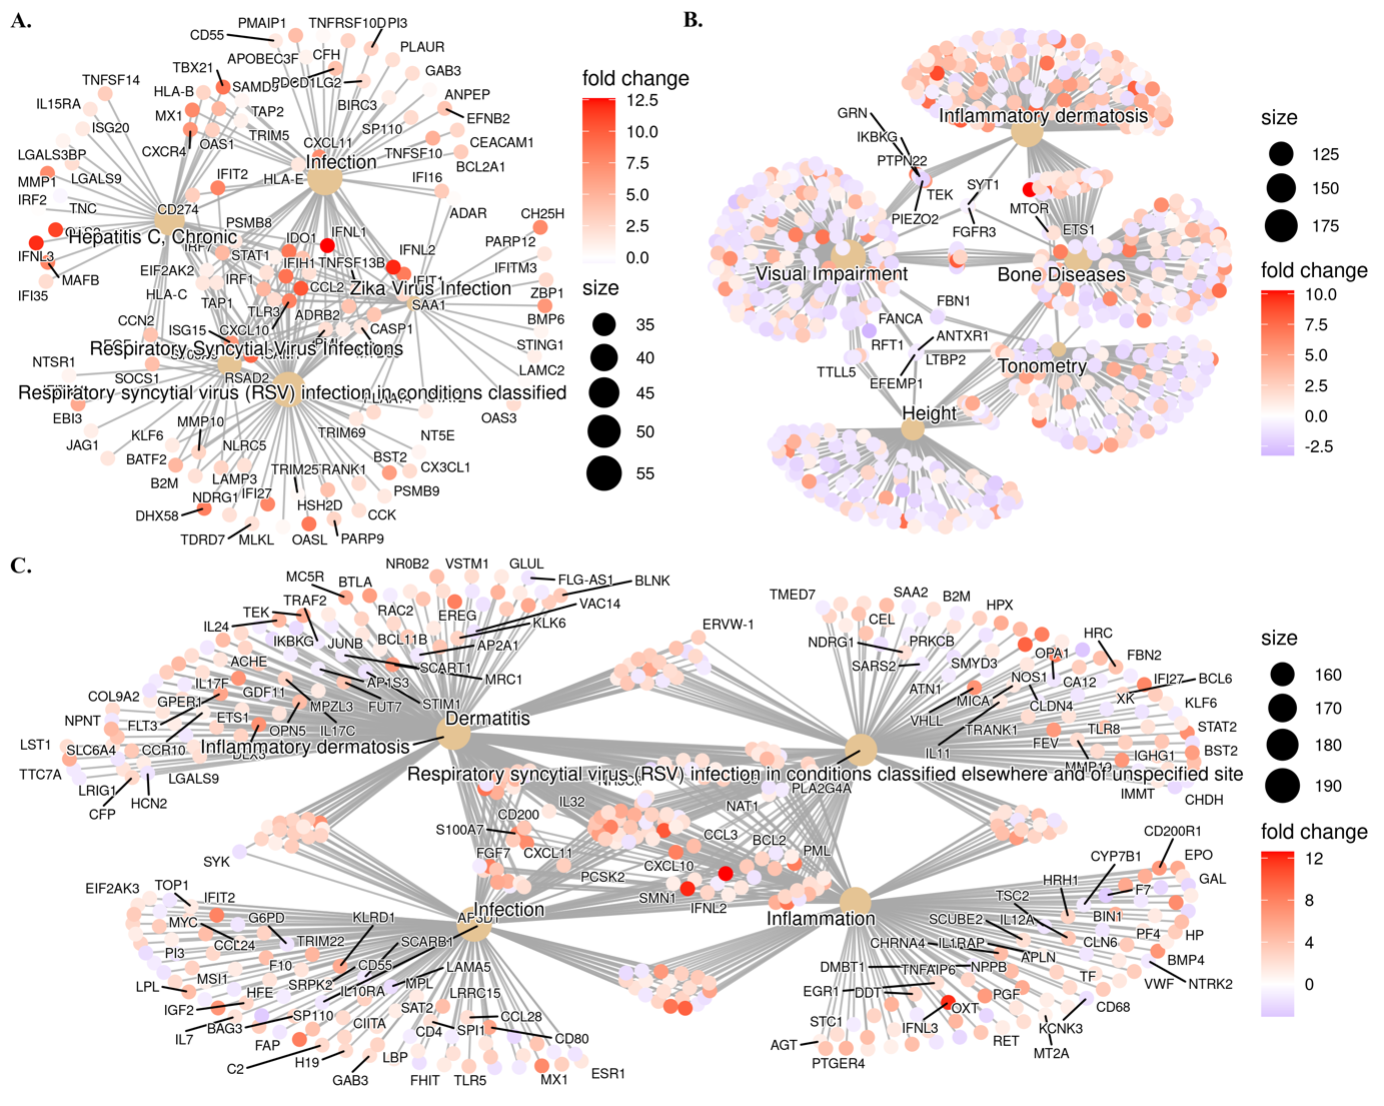 A.
PMAIP1
TNFRSF10D
PI3
CD55
APOBEC3F
CFH
PLAUR
TBX21
PDCD1LG2
GAB3
TNFSF14
HLA-B
SAMD9
BIRC3
ANPEP
IL15RA
MX1
TAP2
EFNB2
ISG20
TRIM5
SP110
CEACAM1
CXCR4
OAS1
CXCL11
TNFSF10
BCL2A1
LGALS3BP
Infection
MMP1
LGALS9
IFIT2
HLA-E
IFI16
IRF2
TNC
CD274
ADAR
CH25H
PSMB8
IFNL1
Hepatitis C, Chronic
IDO1
IFNL2
PARP12
IFNL3
IRF7
STAT1
IFIH1
TNFSF13B
IFITM3
MAFB
EIF2AK2
IRF1
CCL2
IFIT1
ZBP1
IFI35
HLA-C
TAP1
Zika Virus Infection
SAA1
TLR3
ADRB2
BMP6
CCN2
ISG15
CXCL10
CASP1
STING1
Respiratory Syncytial Virus Infections
NTSR1
SOCS1
RSAD2
LAMC2
Respiratory syncytial virus (RSV) infection in conditions classified
EBI3
MMP10
OAS3
JAG1
KLF6
NLRC5
TRIM69
NT5E
BATF2
BST2
CX3CL1
B2M
LAMP3
TRIM25
TRANK1
PSMB9
NDRG1
IFI27
HSH2D
DHX58
CCK
TDRD7
MLKL
OASL
PARP9
fold change
12.5
10.0
7.5
5.0
2.5
0.0
size
35
40
45
50
55
B.
Inflammatory dermatosis
GRN
IKBKG
PTPN22
TEK
SYT1
PIEZO2
MTOR
FGFR3
ETS1
Visual Impairment
Bone Diseases
FBN1
FANCA
ANTXR1
RFT1
LTBP2
TTLL5
Tonometry
EFEMP1
Height
size
125
150
175
fold change
10.0
7.5
5.0
2.5
0.0
-2.5
C.
NR0B2
VSTM1
GLUL
MC5R
BTLA
FLG-AS1
BLNK
TRAF2
RAC2
EREG
VAC14
TEK
KLK6
IL24
IKBKG
JUNB
BCL11B
AP2A1
ACHE
SCART1
IL17F
AP1S3
MRC1
COL9A2
GPER1
GDF11
MPZL3
FUT7
STIM1
NPNT
FLT3
ETS1
OPN5
IL17C
Dermatitis
LST1
SLC6A4
CCR10
Inflammatory dermatosis
DLX3
TTC7A
LGALS9
LRIG1
CFP
HCN2
ERVW-1
TMED7
SAA2
B2M
HPX
CEL
NDRG1
PRKCB
HRC
SARS2
SMYD3
OPA1
FBN2
ATN1
NOS1
CA12
IFI27
BCL6
MICA
CLDN4
XK
KLF6
VHLL
TRANK1
TLR8
STAT2
IL11
FEV
IGHG1
BST2
MMP19
Respiratory syncytial virus (RSV) infection in conditions classified elsewhere and of unspecified site
IMMT
CHDH
PLA2G4A
IL32
NAT1
CD200
S100A7
CCL3
BCL2
FGF7
CXCL11
PML
SYK
CXCL10
PCSK2
SMN1
IFNL2
Infection
Inflammation
EIF2AK3
TOP1
IFIT2
MYC
G6PD
KLRD1
CCL24
TRIM22
SCARB1
PI3
F10
CD55
LAMA5
MSI1
SRPK2
MPL
LPL
HFE
IL10RA
LRRC15
IGF2
SP110
SAT2
CCL28
BAG3
CIITA
CD4
SPI1
IL7
FAP
CD80
C2
H19
LBP
ESR1
GAB3
FHIT
TLR5
MX1
CD200R1
CYP7B1
EPO
HRH1
GAL
F7
TSC2
BIN1
SCUBE2
IL12A
PF4
HP
CHRNA4
IL1RAP
CLN6
BMP4
APLN
DMBT1
TNFAIP6
NPPB
TF
VWF
NTRK2
EGR1
DDT
PGF
CD68
OXT
STC1
IFNL3
KCNK3
AGT
RET
MT2A
PTGER4
size
160
170
180
190
fold change
12
8
4
0